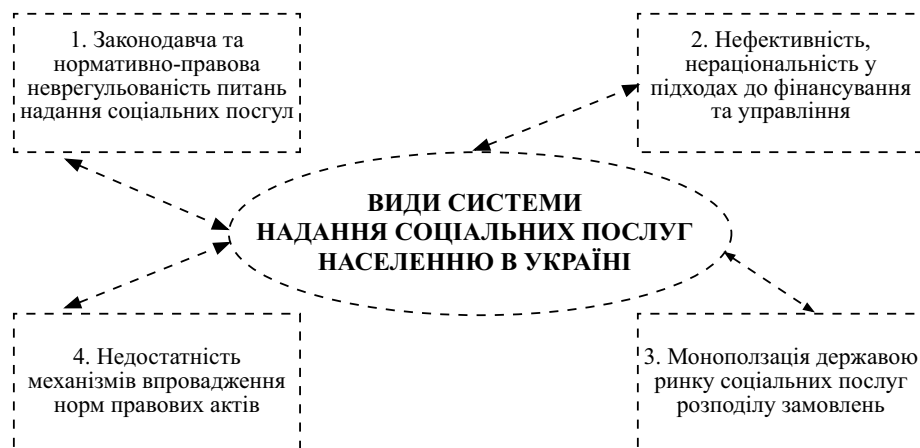 1. Законодавча та
нормативно-правова
неврегульованість питань
надання соціальних посгул
2. Нефективність,
нераціональність у
підходах до фінансування
та управління
ВИДИ СИСТЕМИ
НАДАННЯ СОЦІАЛЬНИХ ПОСЛУГ
НАСЕЛЕННЮ В УКРАЇНІ
4. Недостатність
механізмів впровадження
норм правових актів
3. Моноползація державою
ринку соціальних послуг
розподілу замовлень